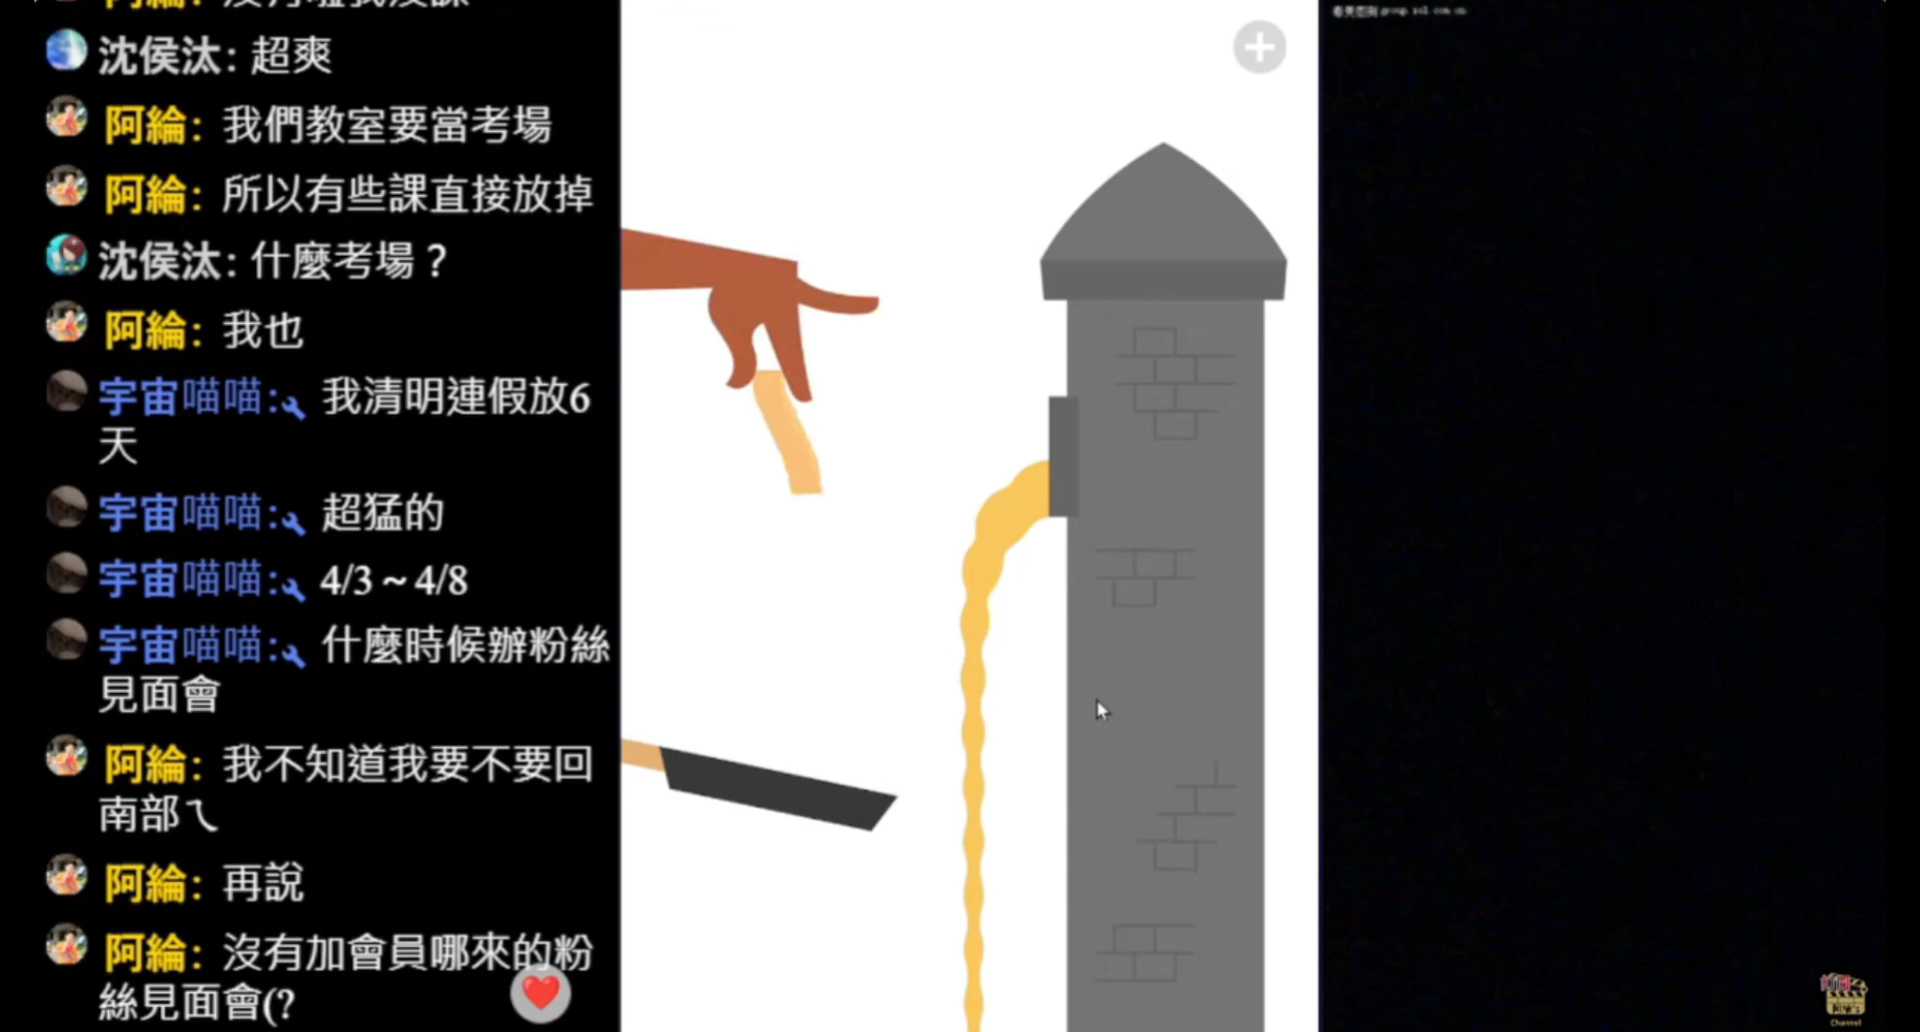 沈侯汰: 超爽
阿綸: 我們教室要當考場
阿綸: 所以有些課直接放掉
沈侯汰: 什麼考場？
阿綸: 我也
宇宙喵喵: 我清明連假放6
天
宇宙喵喵: 超猛的
宇宙喵喵: 4/3～4/8
宇宙喵喵: 什麼時候辦粉絲
見面會
阿綸: 我不知道我要不要回
南部ㄟ
阿綸: 再說
阿綸: 沒有加會員哪來的粉
絲見面會(?
Channel